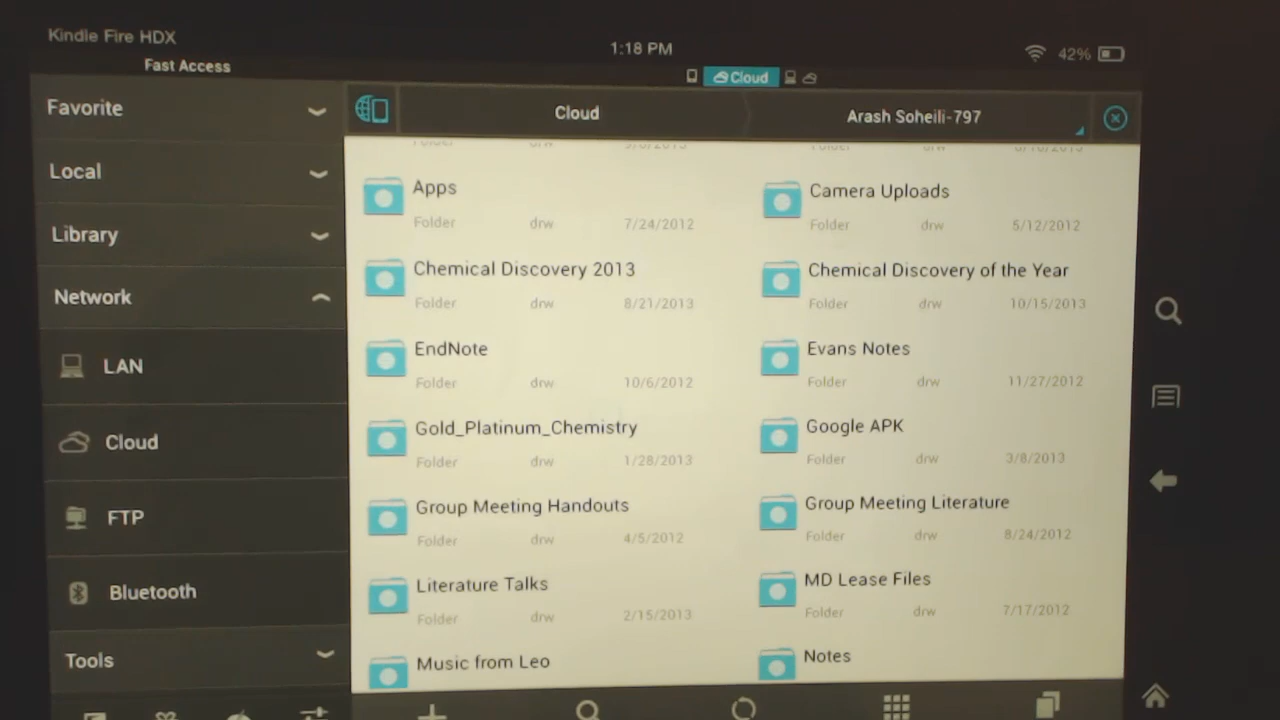 Kindle Fire HDX
1:18 PM
42%
Fast Access
Cloud
Favorite
Local
Library
Network
LAN
Cloud
FTP
Bluetooth
Tools
Cloud
Arash Soheili-797
Apps
Folder drw 7/24/2012
Camera Uploads
Folder drw 5/12/2012
Chemical Discovery 2013
Folder drw 8/21/2013
Chemical Discovery of the Year
Folder drw 10/15/2013
EndNote
Folder drw 10/6/2012
Evans Notes
Folder drw 11/27/2012
Gold_Platinum_Chemistry
Folder drw 1/28/2013
Google APK
Folder drw 3/8/2013
Group Meeting Handouts
Folder drw 4/5/2012
Group Meeting Literature
Folder drw 8/24/2012
Literature Talks
Folder drw 2/15/2013
MD Lease Files
Folder drw 7/17/2012
Music from Leo
Notes